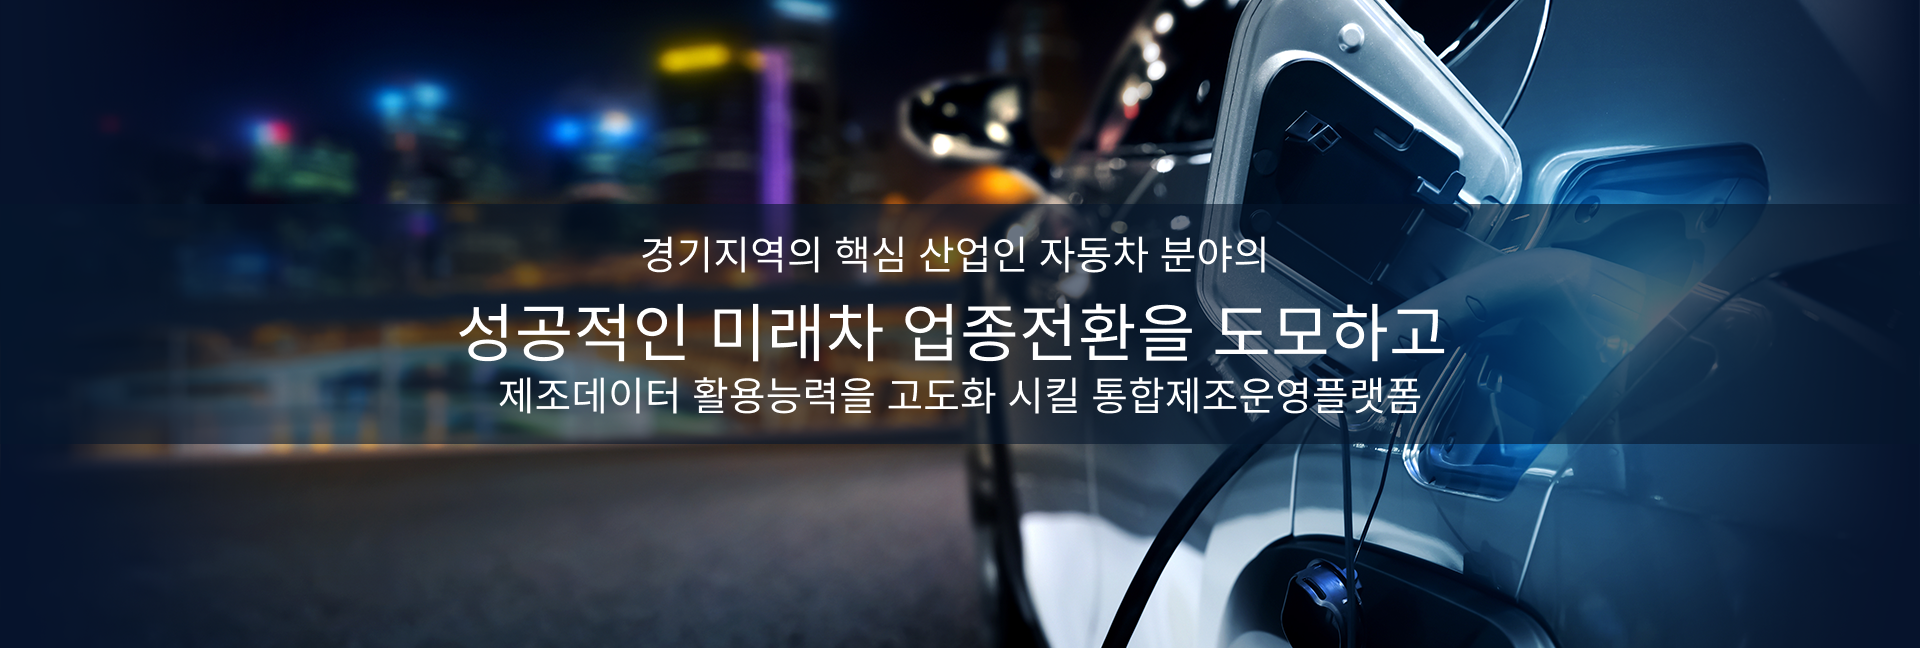 경기지역의 핵심 산업인 자동차 분야의
성공적인 미래차 업종전환을 도모하고
제조데이터 활용능력을 고도화 시킬 통합제조운영플랫폼